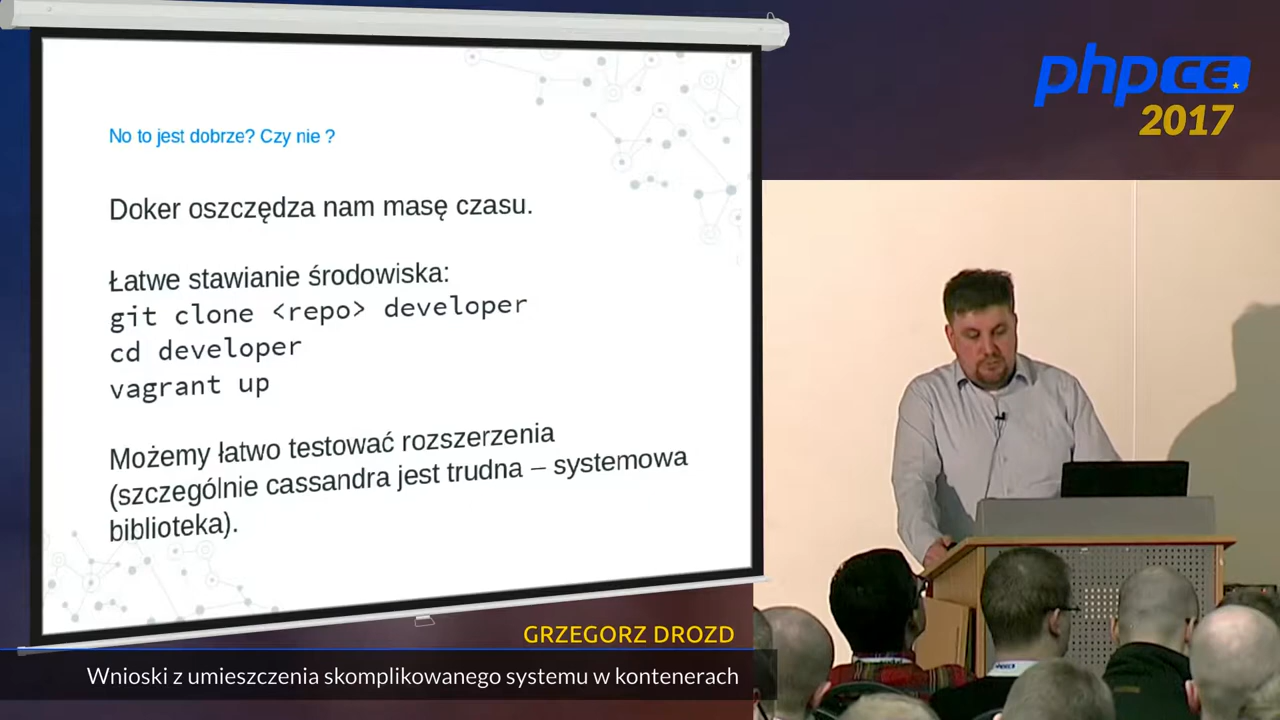 No to jest dobrze? Czy nie ?
Doker oszczędza nam masę czasu.
Łatwe stawianie środowiska:
git clone <repo> developer
cd developer
vagrant up
Możemy łatwo testować rozszerzenia
(szczególnie cassandra jest trudna – systemowa
biblioteka).
phpCE
2017
GRZEGORZ DROZD
Wnioski z umieszczenia skomplikowanego systemu w kontenerach